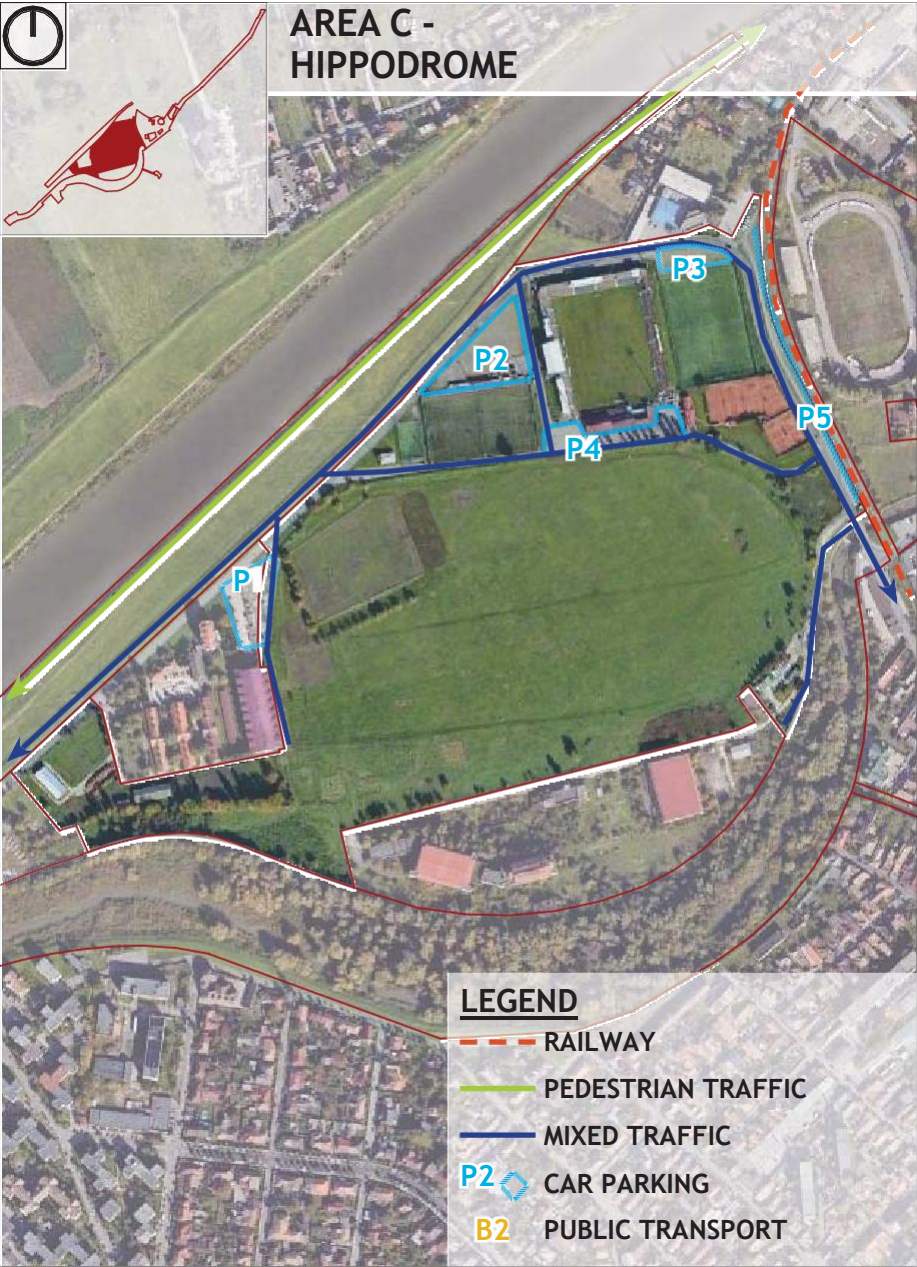 AREA C -
HIPPODROME
P3
P2
P5
P4
P
LEGEND
RAILWAY
PEDESTRIAN TRAFFIC
MIXED TRAFFIC
P2 CAR PARKING
B2 PUBLIC TRANSPORT